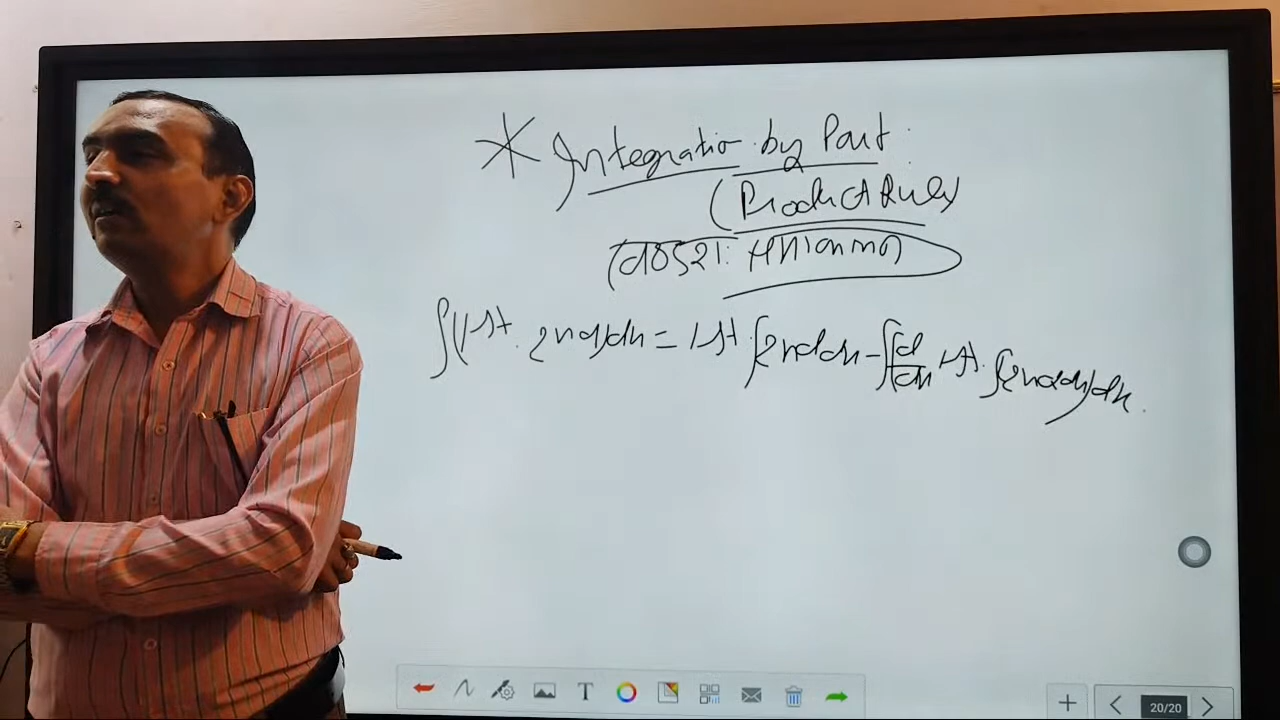 * Integration by Part
(Product Rule)
∫(1st. 2nd)dx = 1st ∫2nd dx - ∫(d/dx 1st. ∫2nd dx)dx.
T
20/20